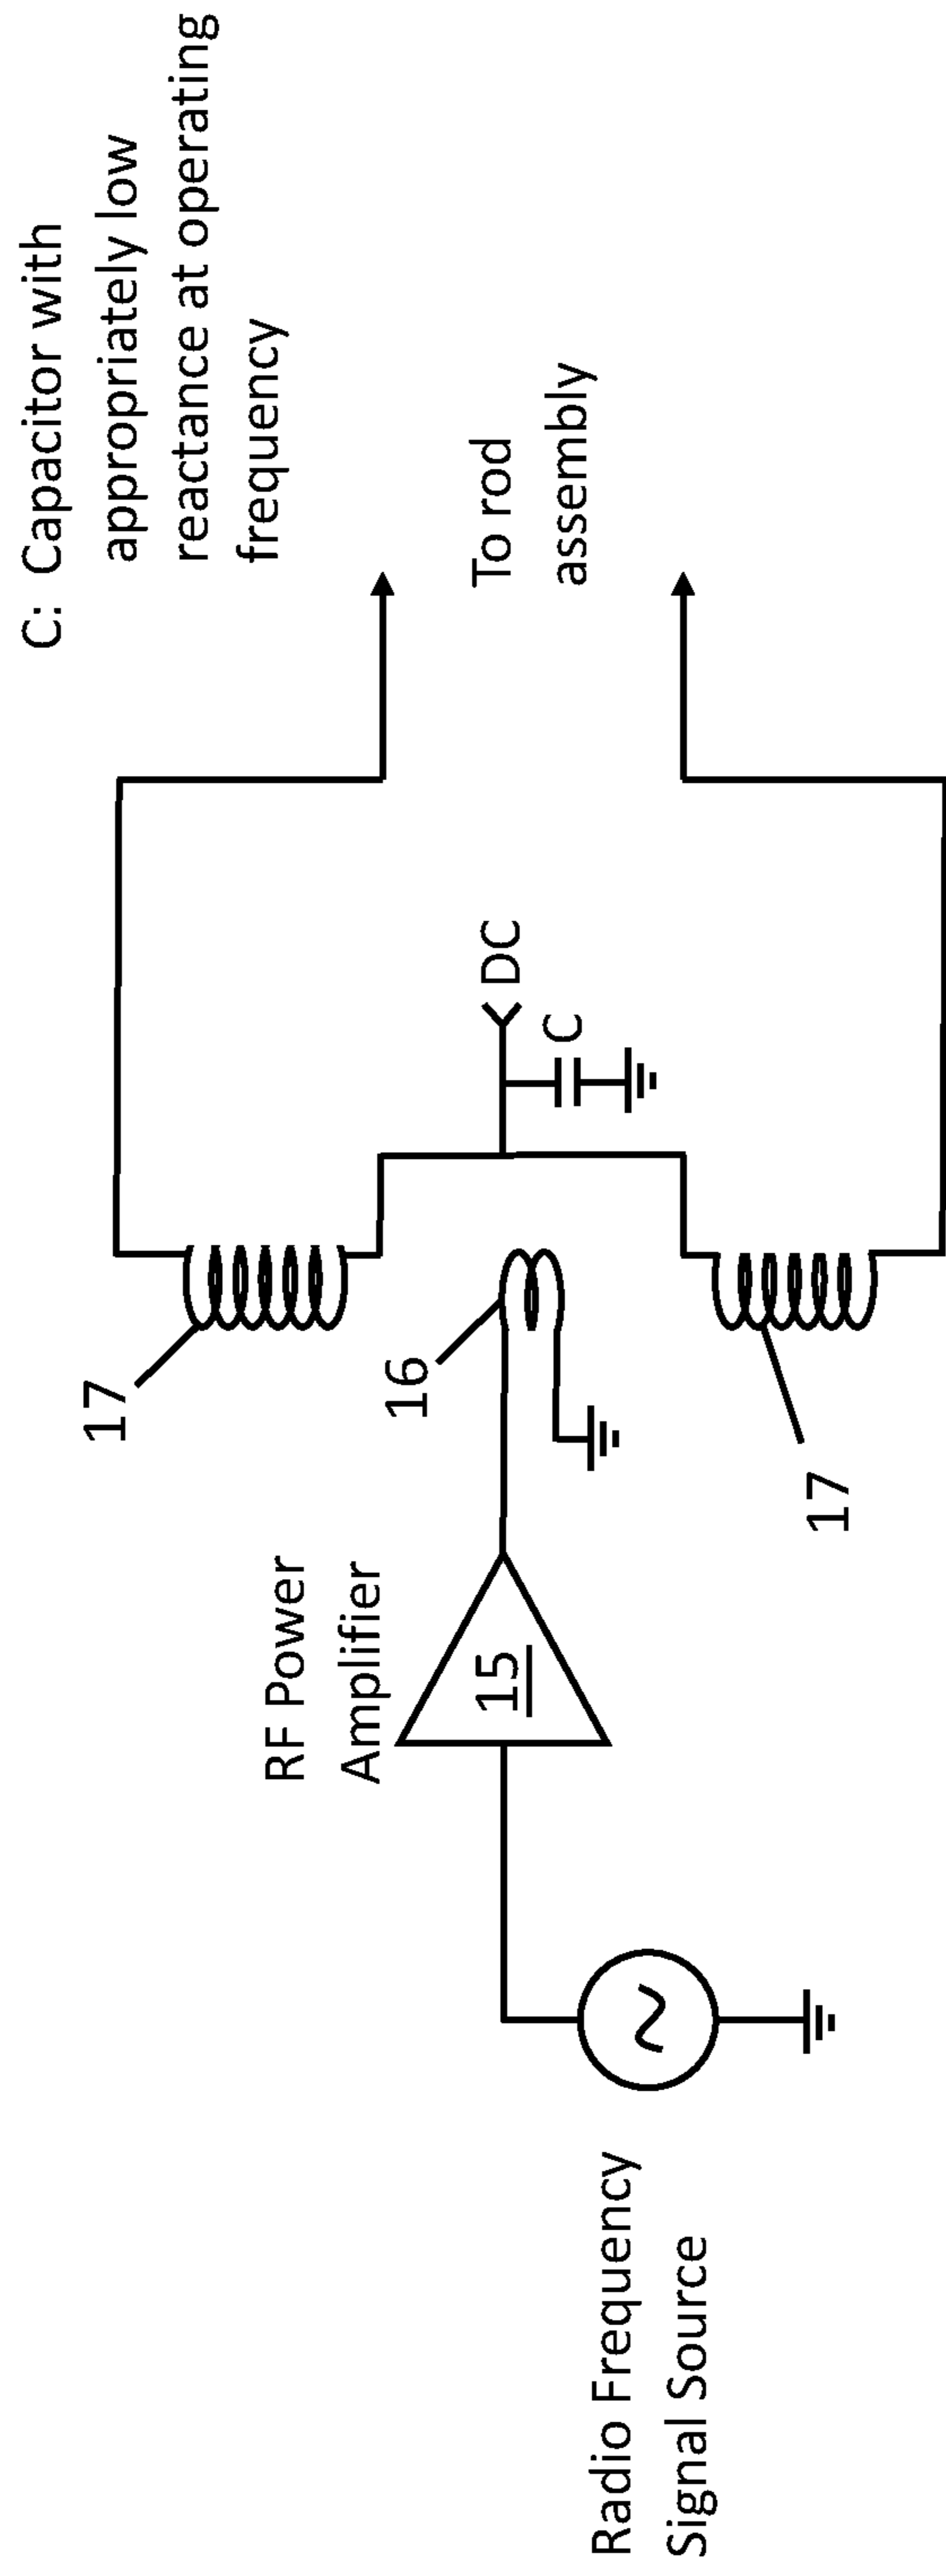 C: Capacitor with
appropriately low
reactance at operating
frequency
17
RF Power
Amplifier
15
16
DC
C
To rod
assembly
Radio Frequency
Signal Source
17